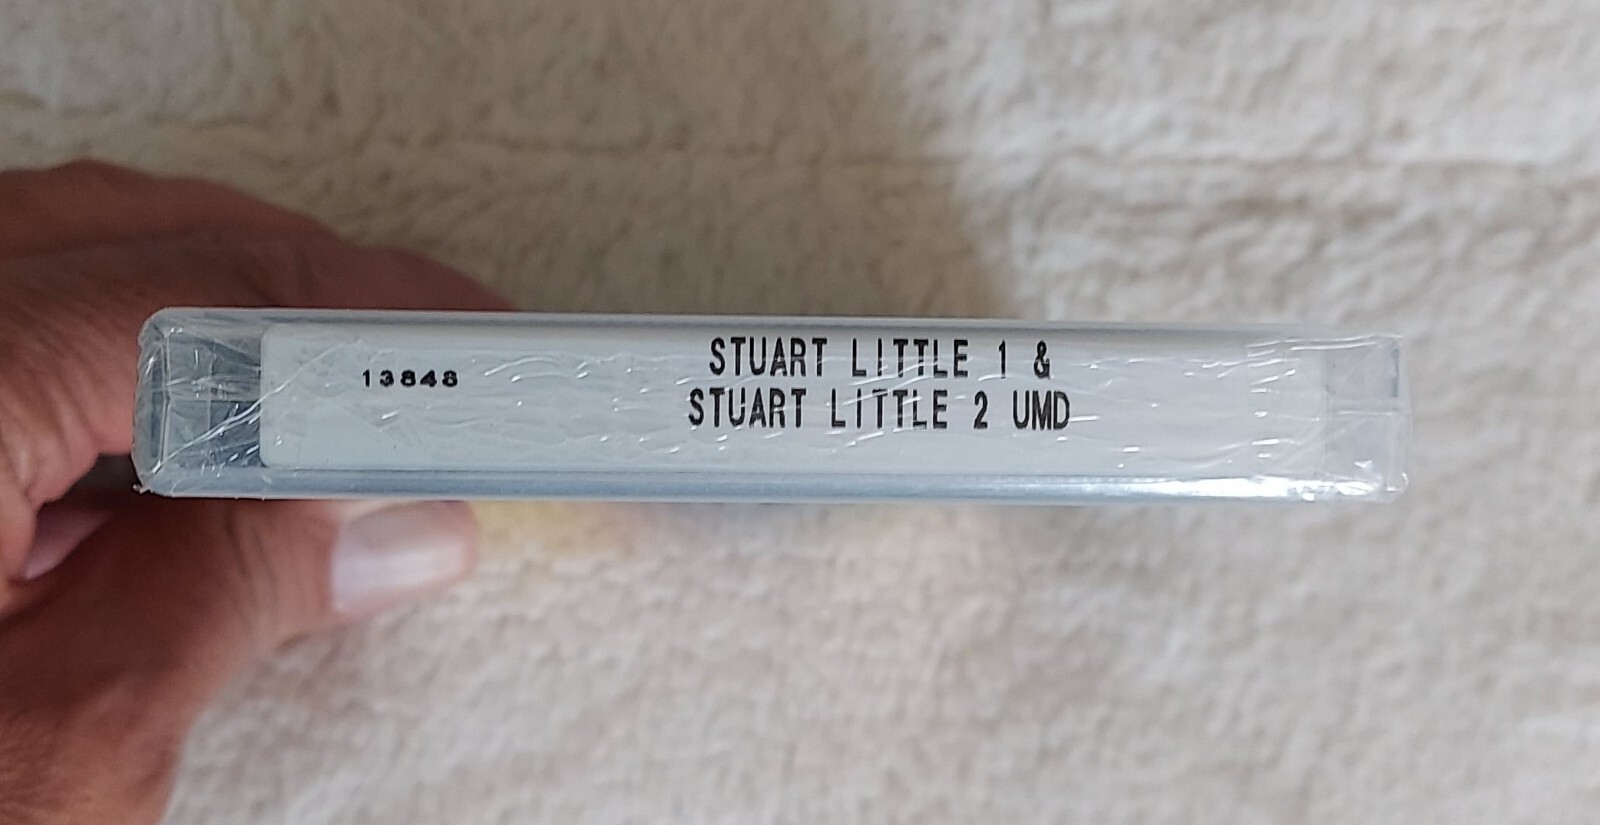 13848
STUART LITTLE 1 &
STUART LITTLE 2 UMD